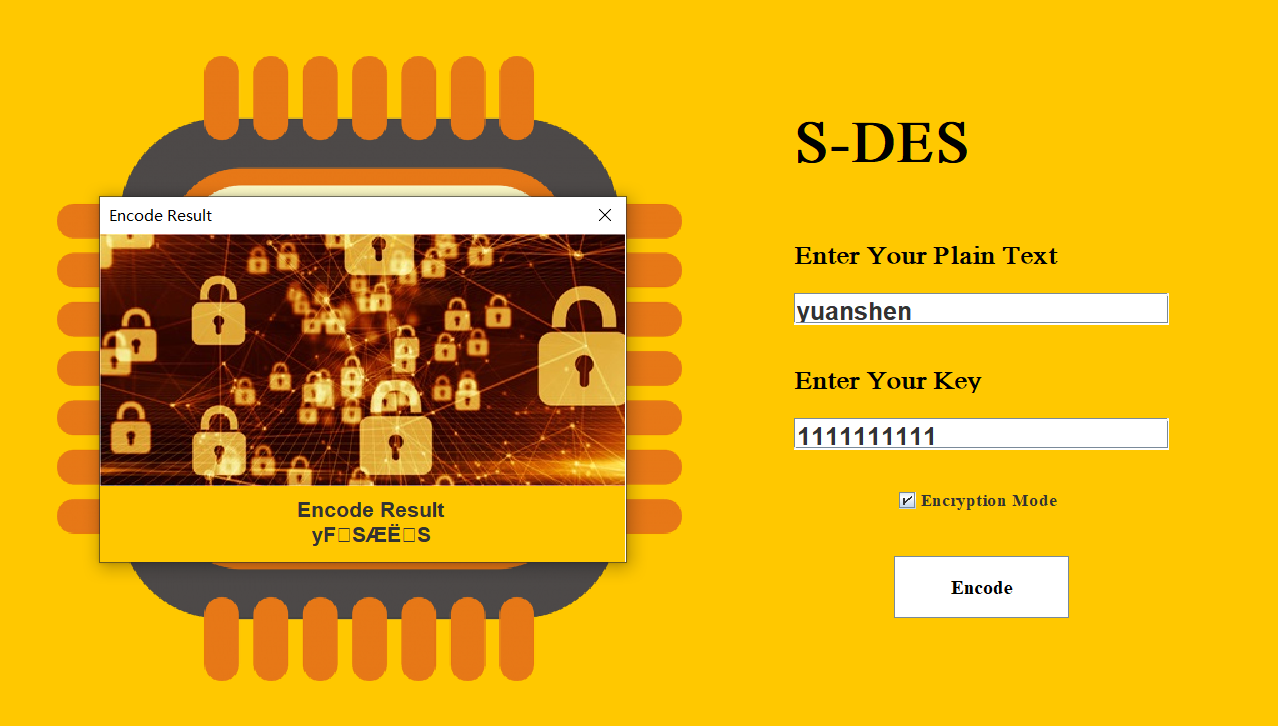 S-DES
Enter Your Plain Text
yuanshen
Enter Your Key
1111111111
Encryption Mode
Encode
Encode Result
Encode Result
yF□SÆË□S